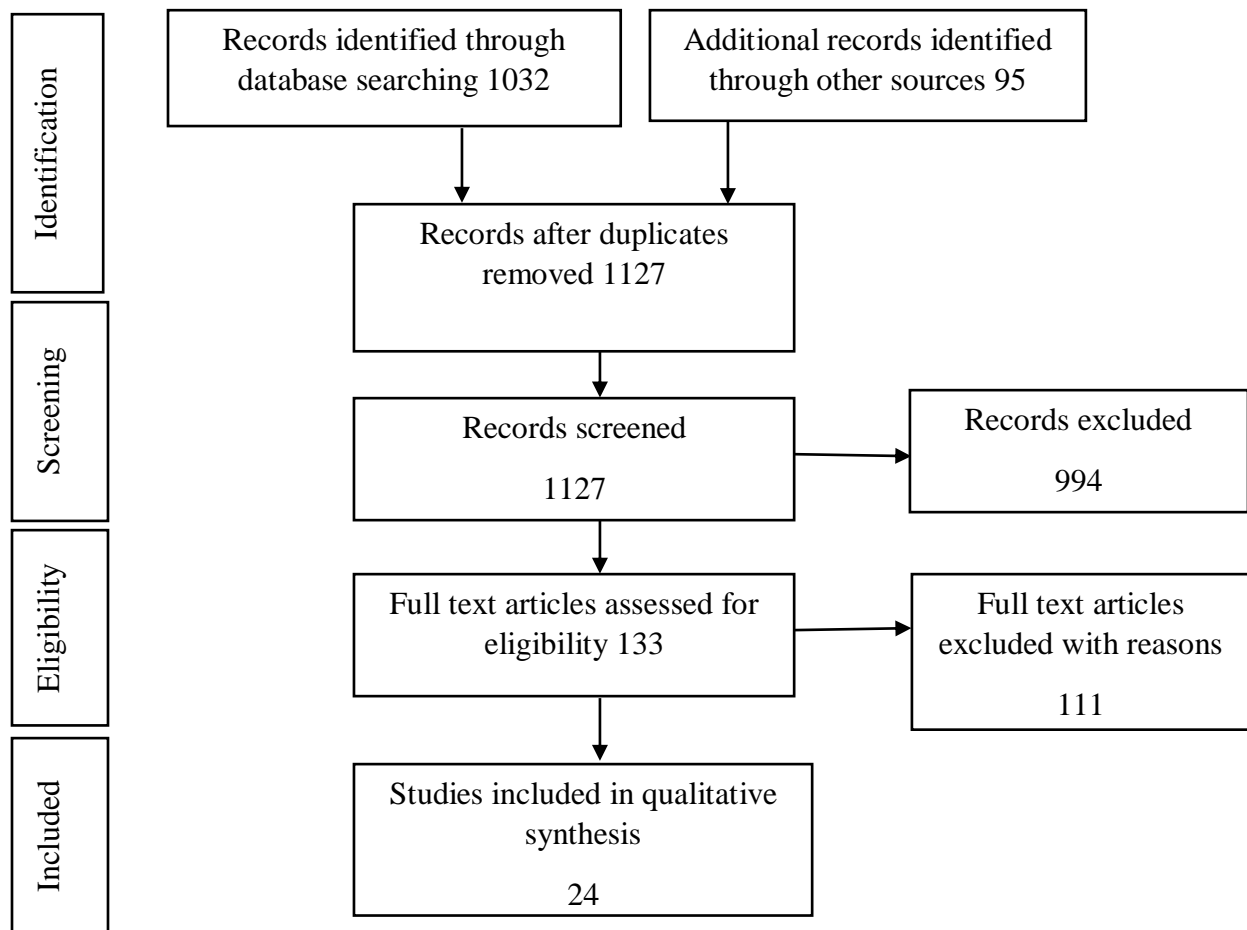 Records identified through
database searching 1032
Additional records identified
through other sources 95
Identification
Records after duplicates
removed 1127
Screening
Records screened
1127
Records excluded
994
Eligibility
Full text articles assessed for
eligibility 133
Full text articles
excluded with reasons
111
Included
Studies included in qualitative
synthesis
24